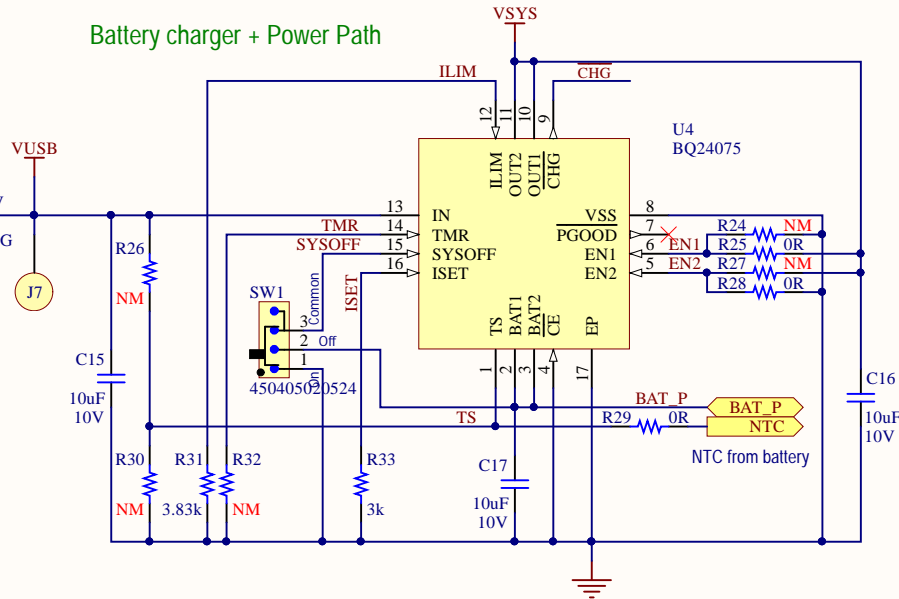 VSYS
Battery charger + Power Path
ILIM
CHG
12
11
10
9
U4
BQ24075
VUSB
ILIM
OUT2
OUT1
CHG
13
IN
VSS
8
TMR
14
TMR
PGOOD
7
R24
NM
G
R26
SYSOFF
15
SYSOFF
EN1
6
EN1
R25
0R
16
ISET
EN2
5
EN2
R27
NM
R28
0R
J7
NM
SW1
Common
ISET
3
2
Off
1
On
TS
BAT1
BAT2
CE
EP
450405020524
1
2
3
4
17
C15
10uF
10V
C16
10uF
10V
BAT_P
BAT_P
TS
R29
0R
NTC
NTC from battery
R30
R31
R32
R33
C17
NM
3.83k
NM
3k
10uF
10V